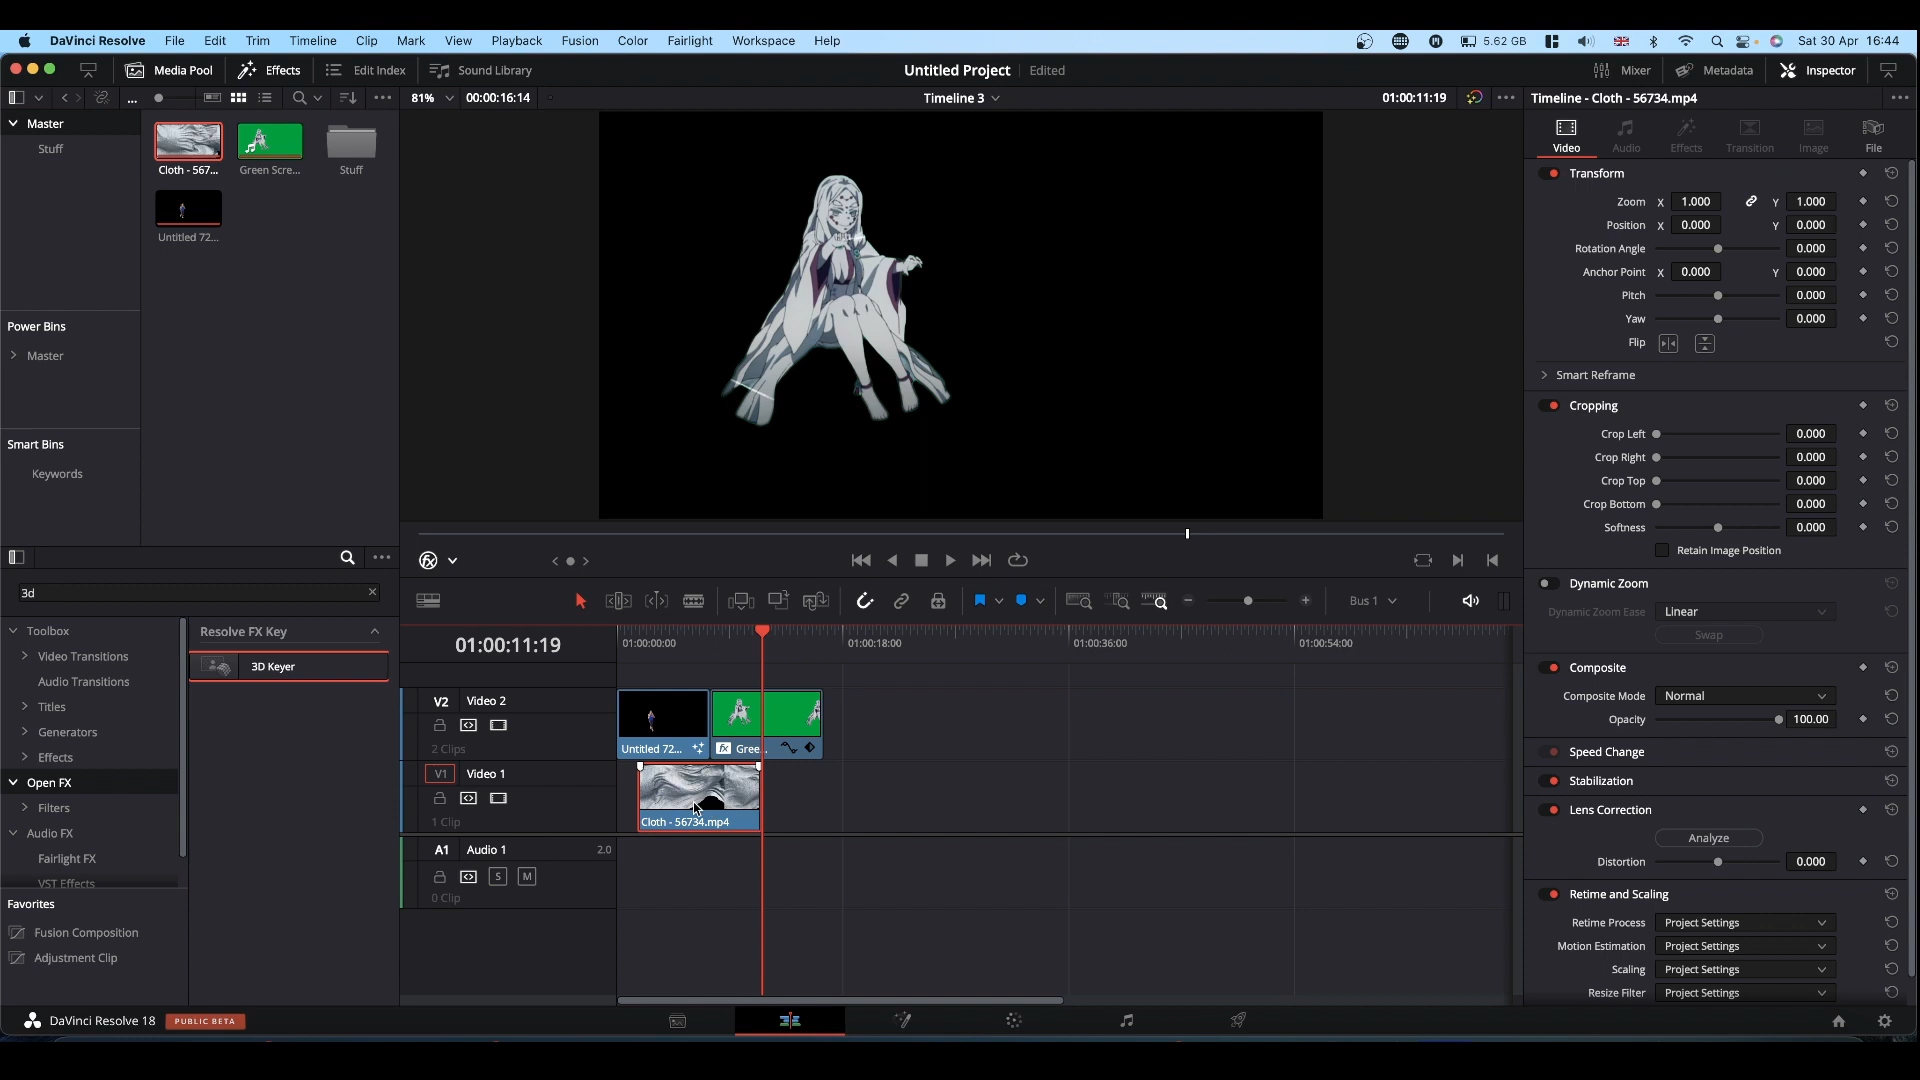 DaVinci Resolve File Edit Trim Timeline Clip Mark View Playback Fusion Color Fairlight Workspace Help 5.62 GB Sat 30 Apr 16:44
Media Pool Effects Edit Index Sound Library Untitled Project Edited Mixer Metadata Inspector
81% 00:00:16:14 Timeline 3 01:00:11:19 Timeline - Cloth - 56734.mp4
Master
Stuff
Cloth - 567... Green Scre... Stuff
Untitled 72...
Power Bins
Master
Smart Bins
Keywords
Video Audio Effects Transition Image File
Transform
Zoom X 1.000 Y 1.000
Position X 0.000 Y 0.000
Rotation Angle 0.000
Anchor Point X 0.000 Y 0.000
Pitch 0.000
Yaw 0.000
Flip
Smart Reframe
Cropping
Crop Left 0.000
Crop Right 0.000
Crop Top 0.000
Crop Bottom 0.000
Softness 0.000
Retain Image Position
Dynamic Zoom
Dynamic Zoom Ease Linear
Swap
Composite
Composite Mode Normal
Opacity 100.00
Speed Change
Stabilization
Lens Correction
Analyze
Distortion 0.000
Retime and Scaling
Retime Process Project Settings
Motion Estimation Project Settings
Scaling Project Settings
Resize Filter Project Settings
3d
Toolbox
Video Transitions
Audio Transitions
Titles
Generators
Effects
Open FX
Filters
Audio FX
Fairlight FX
VST Effects
Favorites
Fusion Composition
Adjustment Clip
Resolve FX Key
3D Keyer
Bus 1
01:00:11:19 01:00:00:00 01:00:18:00 01:00:36:00 01:00:54:00
V2 Video 2
2 Clips
Untitled 72... fx Gree...
V1 Video 1
1 Clip
Cloth - 56734.mp4
A1 Audio 1 2.0
S M
0 Clip
DaVinci Resolve 18 PUBLIC BETA